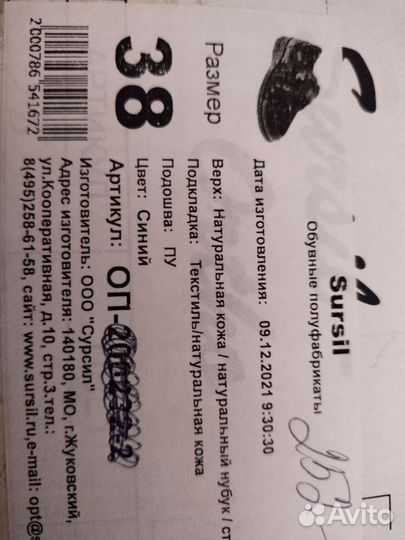 Sursil
Обувные полуфабрикаты
Дата изготовления: 09.12.2021 9:30:30
Верх: Натуральная кожа / натуральный нубук / ст
Подкладка: Текстиль/натуральная кожа
Подошва: ПУ
Цвет: Синий
Размер 38
Артикул: ОП-
Изготовитель: ООО "Сурсил"
Адрес изготовителя: 140180, МО, г.Жуковский,
ул.Кооперативная, д.10, стр.3.тел.:
8(495)258-61-58, сайт: www.sursil.ru,e-mail: opt@s
2000786 541672
Avito